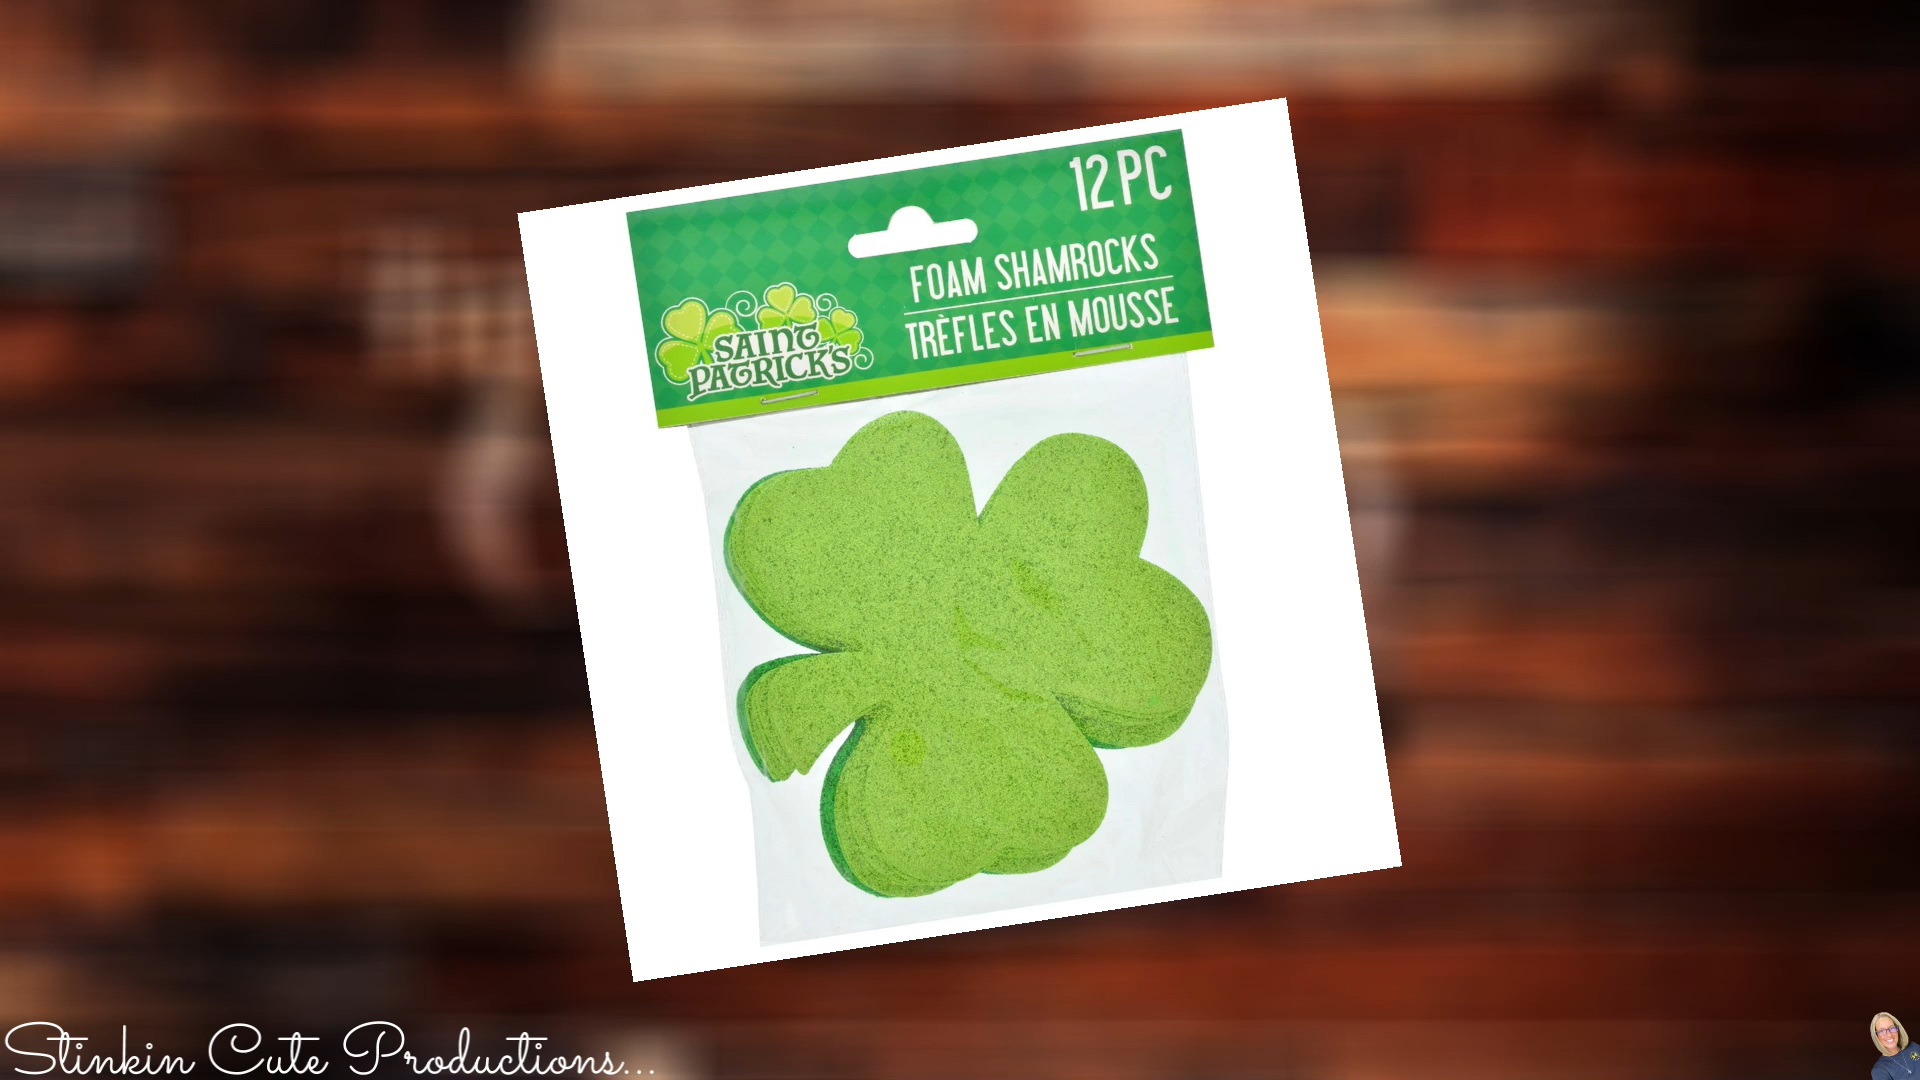 12 PC
FOAM SHAMROCKS
TRÈFLES EN MOUSSE
SAINT
PATRICK'S
Stinkin Cute Productions...